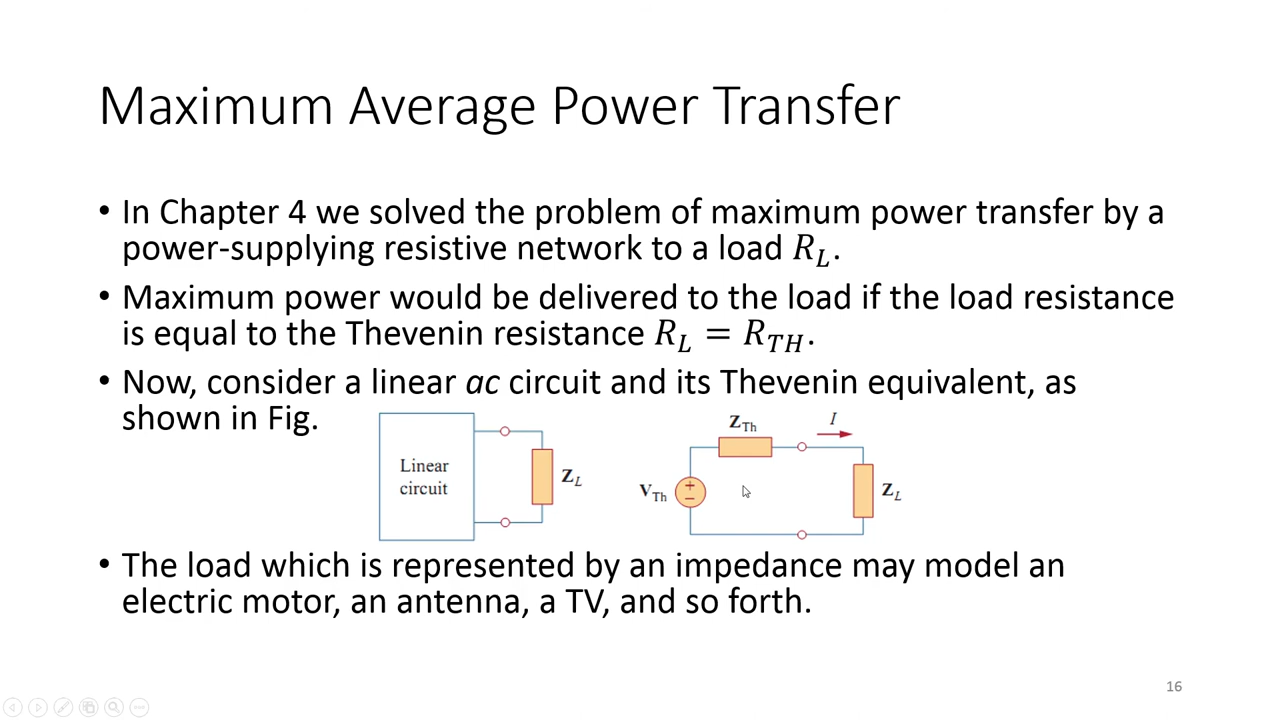 Maximum Average Power Transfer
• In Chapter 4 we solved the problem of maximum power transfer by a
power-supplying resistive network to a load R_L.
• Maximum power would be delivered to the load if the load resistance
is equal to the Thevenin resistance R_L = R_TH.
• Now, consider a linear ac circuit and its Thevenin equivalent, as
shown in Fig.
Linear
circuit
Z_L
Z_Th
I
V_Th
+
−
Z_L
• The load which is represented by an impedance may model an
electric motor, an antenna, a TV, and so forth.
16